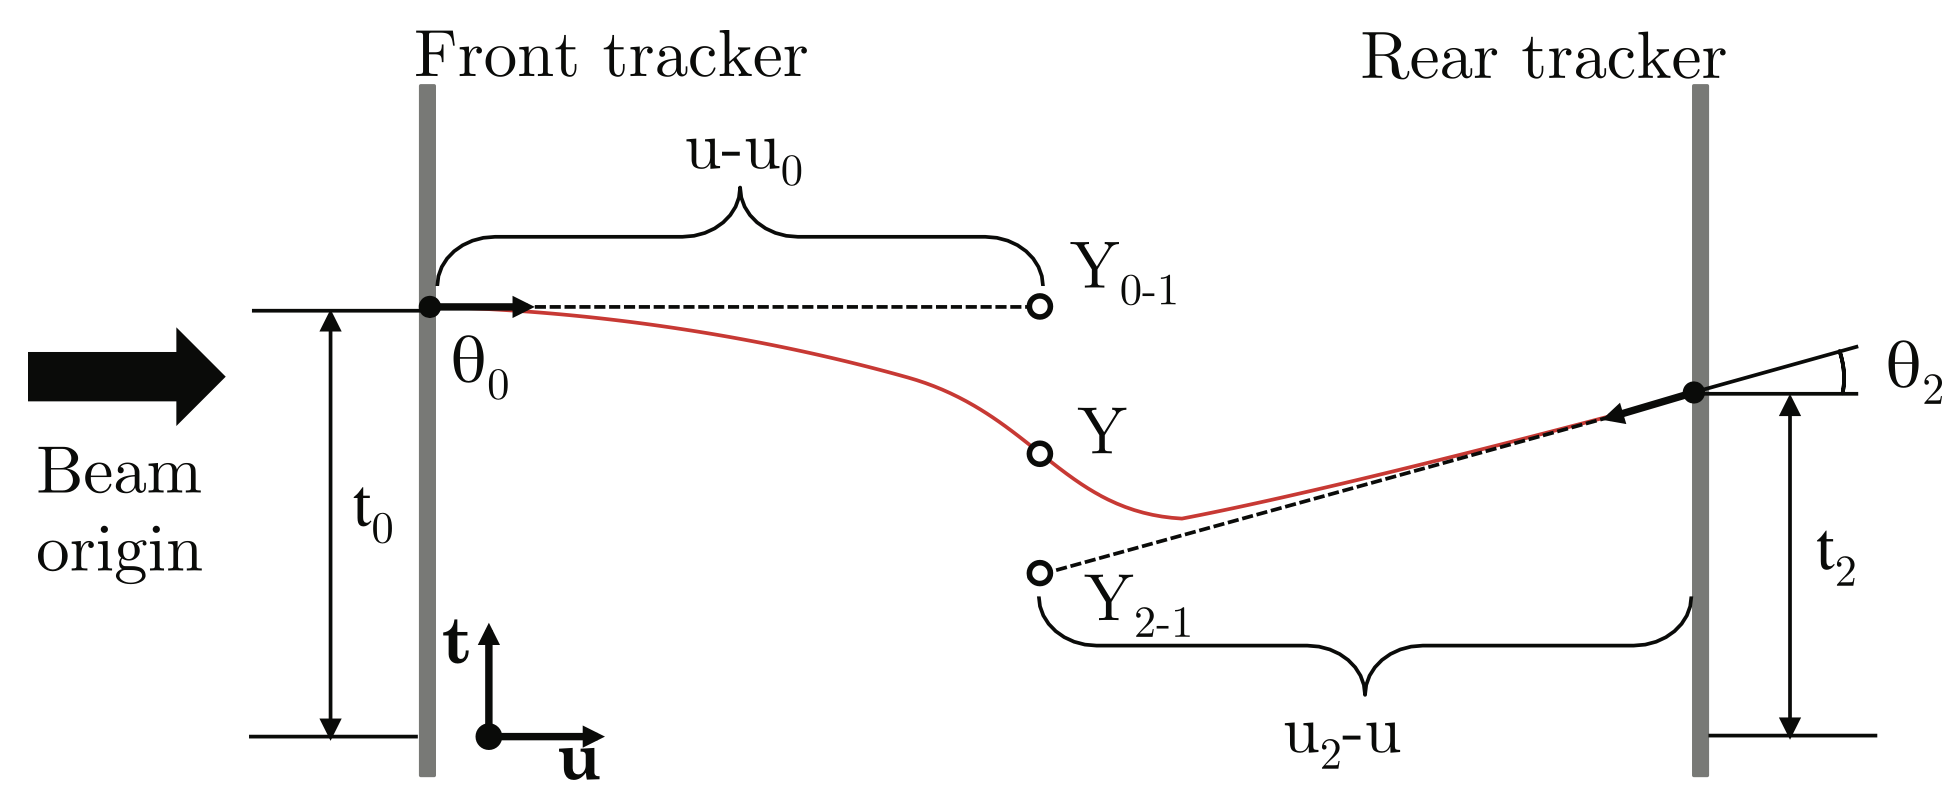 Front tracker
Rear tracker
u-u₀
Y₀₋₁
θ₀
Y
θ₂
Beam
origin
t₀
t₂
Y₂₋₁
t
u
u₂-u